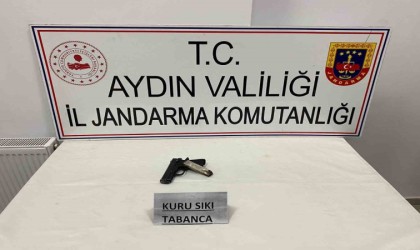 T.C.
AYDIN VALİLİĞİ
İL JANDARMA KOMUTANLIĞI
KURU SIKI
TABANCA